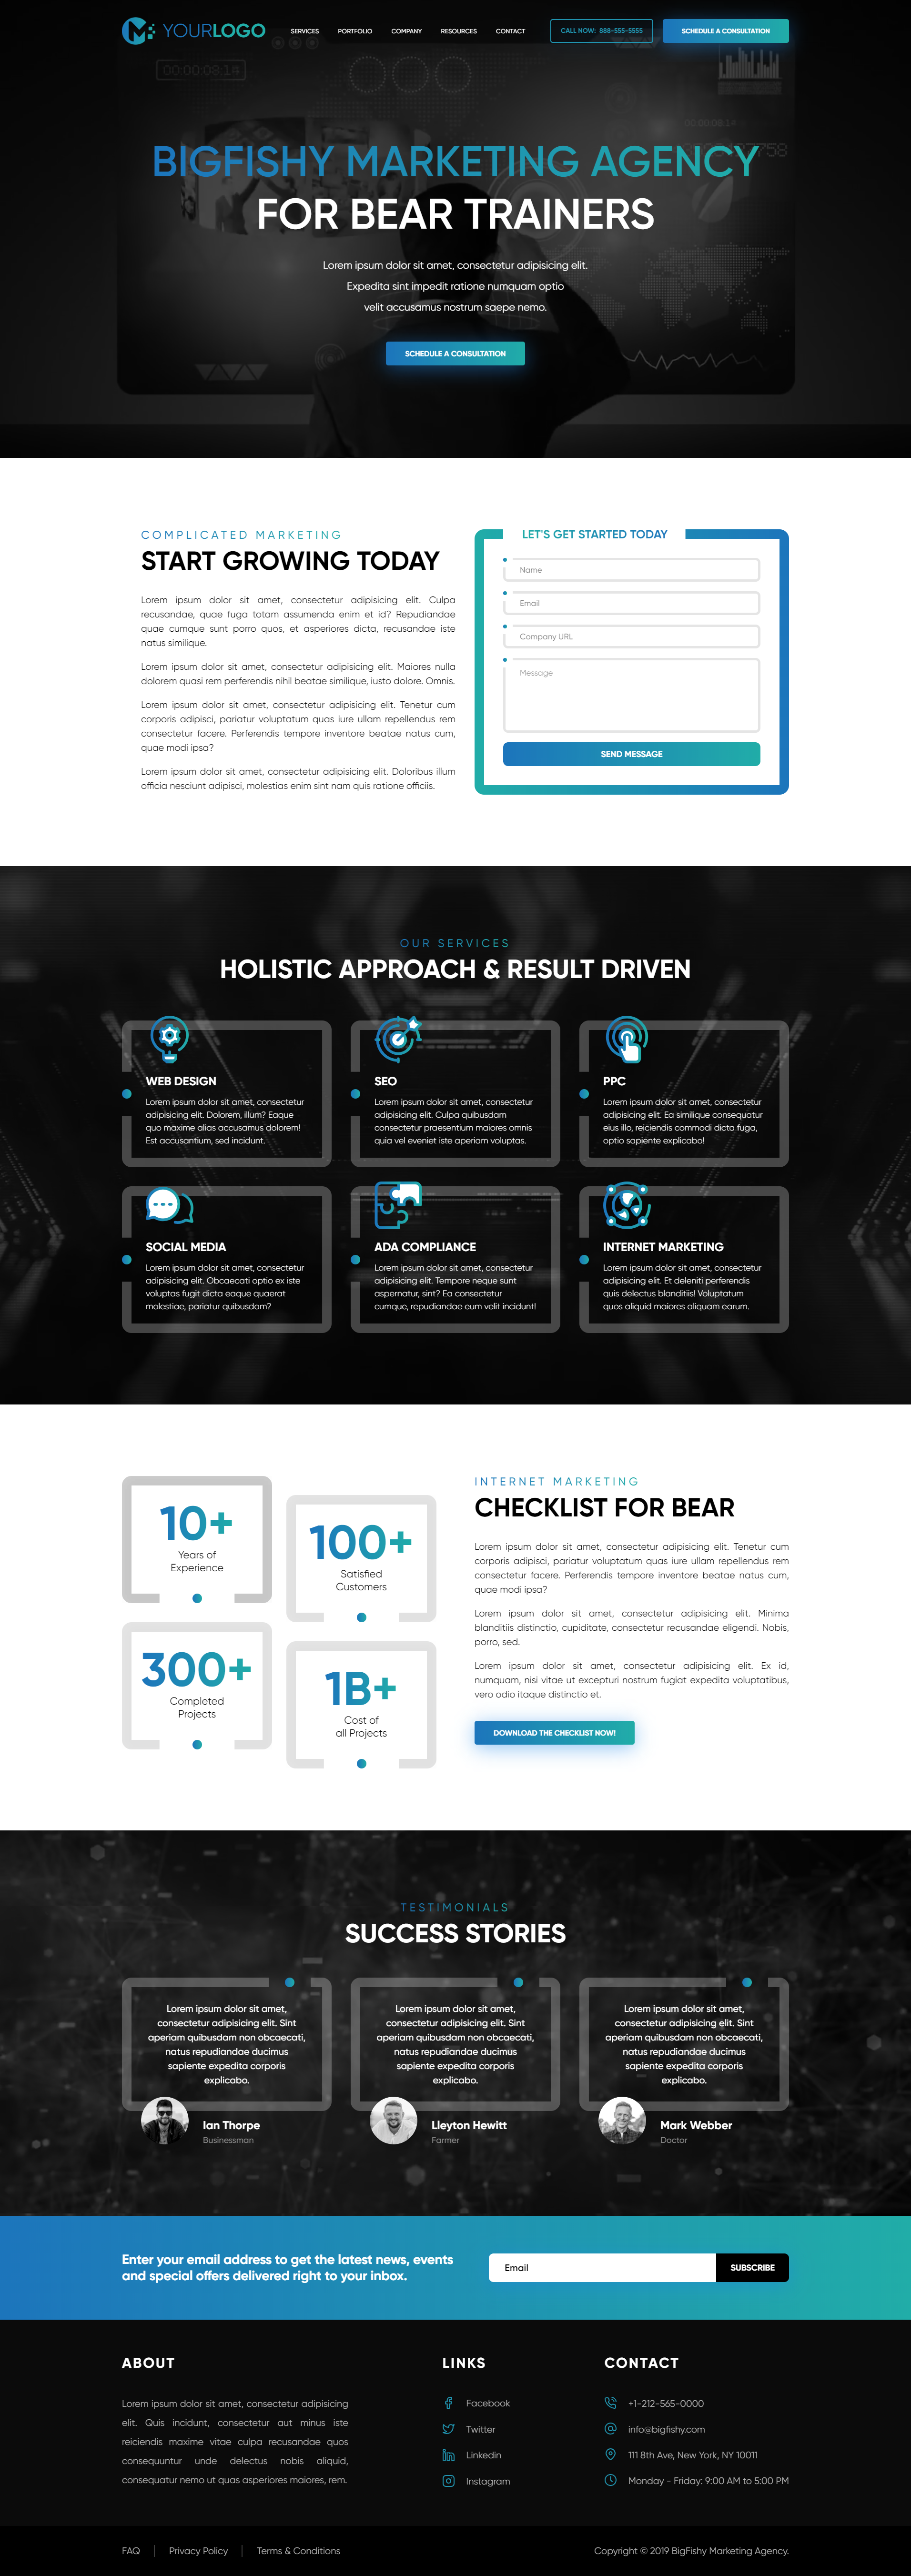 YOURLOGO
SERVICES
PORTFOLIO
COMPANY
RESOURCES
CONTACT
CALL NOW: 888-555-5555
SCHEDULE A CONSULTATION
00:00:09:14
BIGFISHY MARKETING AGENCY
FOR BEAR TRAINERS
Lorem ipsum dolor sit amet, consectetur adipisicing elit.
Expedita sint impedit ratione numquam optio
velit accusamus nostrum saepe nemo.
SCHEDULE A CONSULTATION
COMPLICATED MARKETING
START GROWING TODAY
Lorem ipsum dolor sit amet, consectetur adipisicing elit. Culpa
recusandae, quae fuga totam assumenda enim et id? Repudiandae
quae cumque sunt porro quos, et asperiores dicta, recusandae iste
natus similique.
Lorem ipsum dolor sit amet, consectetur adipisicing elit. Maiores nulla
dolorem quasi rem perferendis nihil beatae similique, iusto dolore. Omnis.
Lorem ipsum dolor sit amet, consectetur adipisicing elit. Tenetur cum
corporis adipisci, pariatur voluptatum quas iure ullam repellendus rem
consectetur facere. Perferendis tempore inventore beatae natus cum,
quae modi ipsa?
Lorem ipsum dolor sit amet, consectetur adipisicing elit. Doloribus illum
officia nesciunt adipisci, molestias enim sint nam quis ratione officiis.
LET'S GET STARTED TODAY
Name
Email
Company URL
Message
SEND MESSAGE
OUR SERVICES
HOLISTIC APPROACH & RESULT DRIVEN
WEB DESIGN
Lorem ipsum dolor sit amet, consectetur
adipisicing elit. Dolorem, illum? Eaque
quo maxime alias accusamus dolorem!
Est accusantium, sed incidunt.
SEO
Lorem ipsum dolor sit amet, consectetur
adipisicing elit. Culpa quibusdam
consectetur praesentium maiores omnis
quia vel eveniet iste aperiam voluptas.
PPC
Lorem ipsum dolor sit amet, consectetur
adipisicing elit. Ea similique consequatur
eius illo, reiciendis commodi dicta fuga,
optio sapiente explicabo!
SOCIAL MEDIA
Lorem ipsum dolor sit amet, consectetur
adipisicing elit. Obcaecati optio ex iste
voluptas fugit dicta eaque quaerat
molestiae, pariatur quibusdam?
ADA COMPLIANCE
Lorem ipsum dolor sit amet, consectetur
adipisicing elit. Tempore neque sunt
aspernatur, sint? Ea consectetur
cumque, repudiandae eum velit incidunt!
INTERNET MARKETING
Lorem ipsum dolor sit amet, consectetur
adipisicing elit. Et deleniti perferendis
quis delectus blanditiis! Voluptatum
quos aliquid maiores aliquam earum.
10+
Years of
Experience
100+
Satisfied
Customers
300+
Completed
Projects
1B+
Cost of
all Projects
INTERNET MARKETING
CHECKLIST FOR BEAR
Lorem ipsum dolor sit amet, consectetur adipisicing elit. Tenetur cum
corporis adipisci, pariatur voluptatum quas iure ullam repellendus rem
consectetur facere. Perferendis tempore inventore beatae natus cum,
quae modi ipsa?
Lorem ipsum dolor sit amet, consectetur adipisicing elit. Minima
blanditiis distinctio, cupiditate, consectetur recusandae eligendi. Nobis,
porro, sed.
Lorem ipsum dolor sit amet, consectetur adipisicing elit. Ex id,
numquam, nisi vitae ut excepturi nostrum fugiat expedita voluptatibus,
vero odio itaque distinctio et.
DOWNLOAD THE CHECKLIST NOW!
TESTIMONIALS
SUCCESS STORIES
Lorem ipsum dolor sit amet,
consectetur adipisicing elit. Sint
aperiam quibusdam non obcaecati,
natus repudiandae ducimus
sapiente expedita corporis
explicabo.
Ian Thorpe
Businessman
Lorem ipsum dolor sit amet,
consectetur adipisicing elit. Sint
aperiam quibusdam non obcaecati,
natus repudiandae ducimus
sapiente expedita corporis
explicabo.
Lleyton Hewitt
Farmer
Lorem ipsum dolor sit amet,
consectetur adipisicing elit. Sint
aperiam quibusdam non obcaecati,
natus repudiandae ducimus
sapiente expedita corporis
explicabo.
Mark Webber
Doctor
Enter your email address to get the latest news, events
and special offers delivered right to your inbox.
Email
SUBSCRIBE
ABOUT
Lorem ipsum dolor sit amet, consectetur adipisicing
elit. Quis incidunt, consectetur aut minus iste
reiciendis maxime vitae culpa recusandae quos
consequuntur unde delectus nobis aliquid,
consequatur nemo ut quas asperiores maiores, rem.
LINKS
Facebook
Twitter
Linkedin
Instagram
CONTACT
+1-212-565-0000
info@bigfishy.com
111 8th Ave, New York, NY 10011
Monday - Friday: 9:00 AM to 5:00 PM
FAQ
Privacy Policy
Terms & Conditions
Copyright © 2019 BigFishy Marketing Agency.